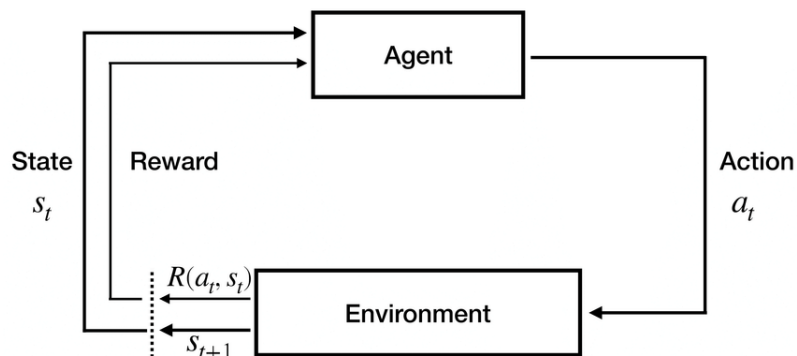 Agent
State
Reward
Action
s_t
a_t
R(a_t, s_t)
Environment
s_{t+1}